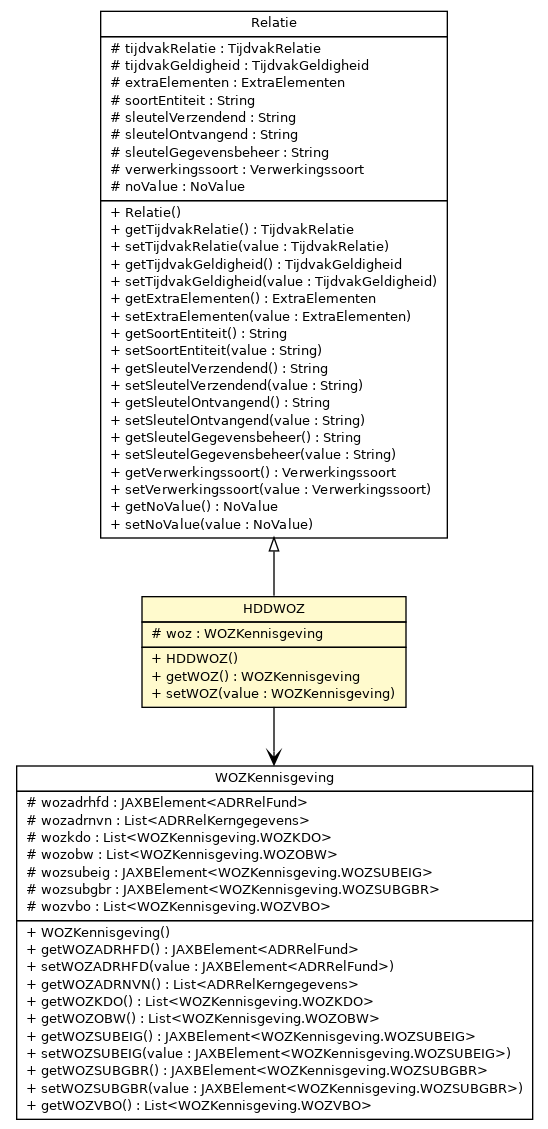 Relatie
# tijdvakRelatie : TijdvakRelatie
# tijdvakGeldigheid : TijdvakGeldigheid
# extraElementen : ExtraElementen
# soortEntiteit : String
# sleutelVerzendend : String
# sleutelOntvangend : String
# sleutelGegevensbeheer : String
# verwerkingssoort : Verwerkingssoort
# noValue : NoValue
+ Relatie()
+ getTijdvakRelatie() : TijdvakRelatie
+ setTijdvakRelatie(value : TijdvakRelatie)
+ getTijdvakGeldigheid() : TijdvakGeldigheid
+ setTijdvakGeldigheid(value : TijdvakGeldigheid)
+ getExtraElementen() : ExtraElementen
+ setExtraElementen(value : ExtraElementen)
+ getSoortEntiteit() : String
+ setSoortEntiteit(value : String)
+ getSleutelVerzendend() : String
+ setSleutelVerzendend(value : String)
+ getSleutelOntvangend() : String
+ setSleutelOntvangend(value : String)
+ getSleutelGegevensbeheer() : String
+ setSleutelGegevensbeheer(value : String)
+ getVerwerkingssoort() : Verwerkingssoort
+ setVerwerkingssoort(value : Verwerkingssoort)
+ getNoValue() : NoValue
+ setNoValue(value : NoValue)
HDDWOZ
# woz : WOZKennisgeving
+ HDDWOZ()
+ getWOZ() : WOZKennisgeving
+ setWOZ(value : WOZKennisgeving)
WOZKennisgeving
# wozadrhfd : JAXBElement<ADRRelFund>
# wozadrnvn : List<ADRRelKerngegevens>
# wozkdo : List<WOZKennisgeving.WOZKDO>
# wozobw : List<WOZKennisgeving.WOZOBW>
# wozsubeig : JAXBElement<WOZKennisgeving.WOZSUBEIG>
# wozsubgbr : JAXBElement<WOZKennisgeving.WOZSUBGBR>
# wozvbo : List<WOZKennisgeving.WOZVBO>
+ WOZKennisgeving()
+ getWOZADRHFD() : JAXBElement<ADRRelFund>
+ setWOZADRHFD(value : JAXBElement<ADRRelFund>)
+ getWOZADRNVN() : List<ADRRelKerngegevens>
+ getWOZKDO() : List<WOZKennisgeving.WOZKDO>
+ getWOZOBW() : List<WOZKennisgeving.WOZOBW>
+ getWOZSUBEIG() : JAXBElement<WOZKennisgeving.WOZSUBEIG>
+ setWOZSUBEIG(value : JAXBElement<WOZKennisgeving.WOZSUBEIG>)
+ getWOZSUBGBR() : JAXBElement<WOZKennisgeving.WOZSUBGBR>
+ setWOZSUBGBR(value : JAXBElement<WOZKennisgeving.WOZSUBGBR>)
+ getWOZVBO() : List<WOZKennisgeving.WOZVBO>